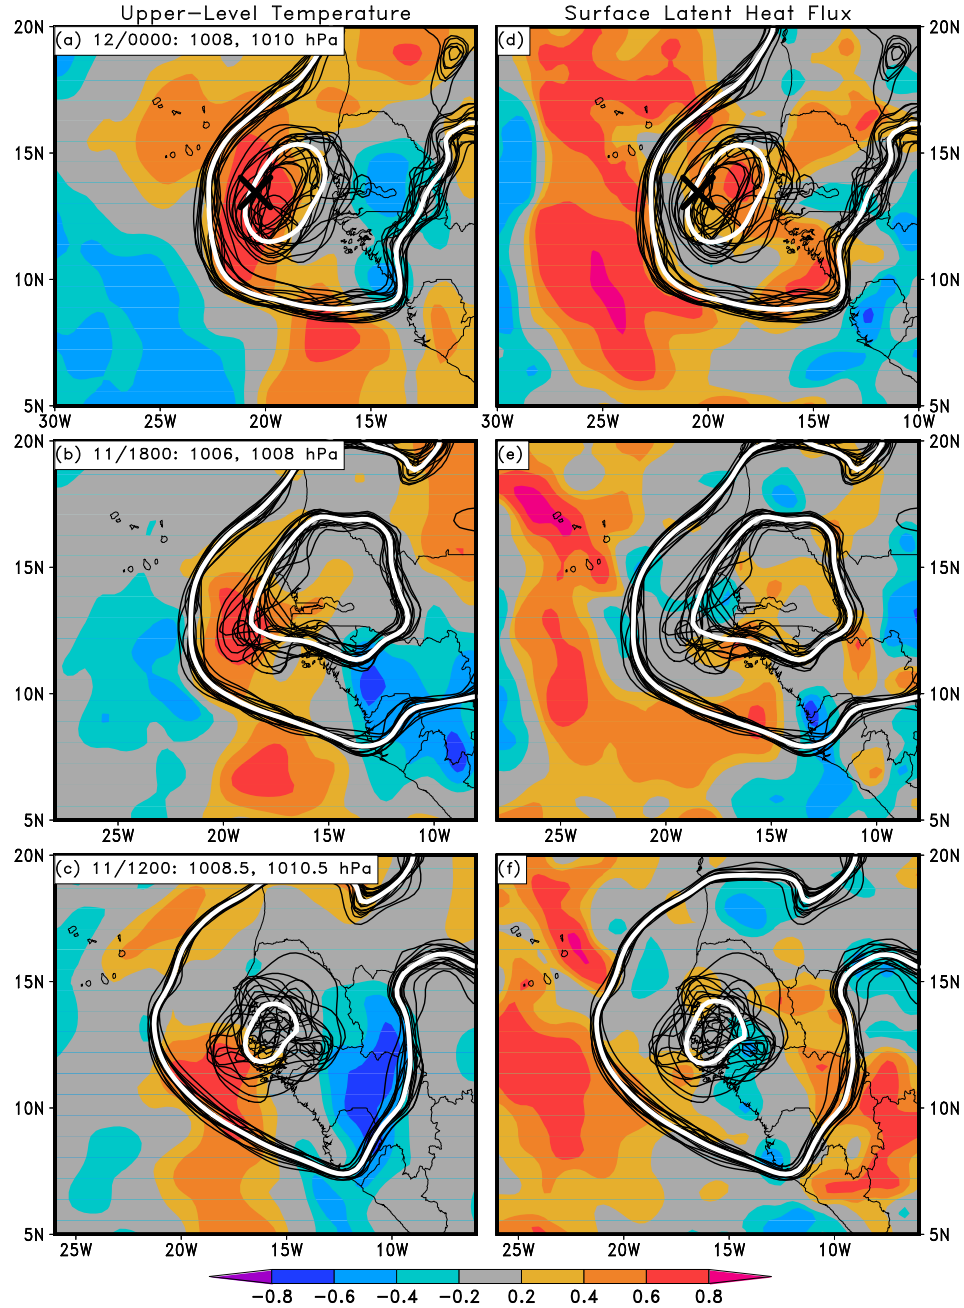 Upper-Level Temperature
Surface Latent Heat Flux
20N
(a) 12/0000: 1008, 1010 hPa
(d)
20N
15N
15N
10N
10N
5N
5N
30W
25W
20W
15W
25W
20W
15W
10W
20N
(b) 11/1800: 1006, 1008 hPa
(e)
20N
15N
15N
10N
10N
5N
5N
25W
20W
15W
10W
25W
20W
15W
10W
20N
(c) 11/1200: 1008.5, 1010.5 hPa
(f)
20N
15N
15N
10N
10N
5N
5N
25W
20W
15W
10W
25W
20W
15W
10W
-0.8
-0.6
-0.4
-0.2
0.2
0.4
0.6
0.8